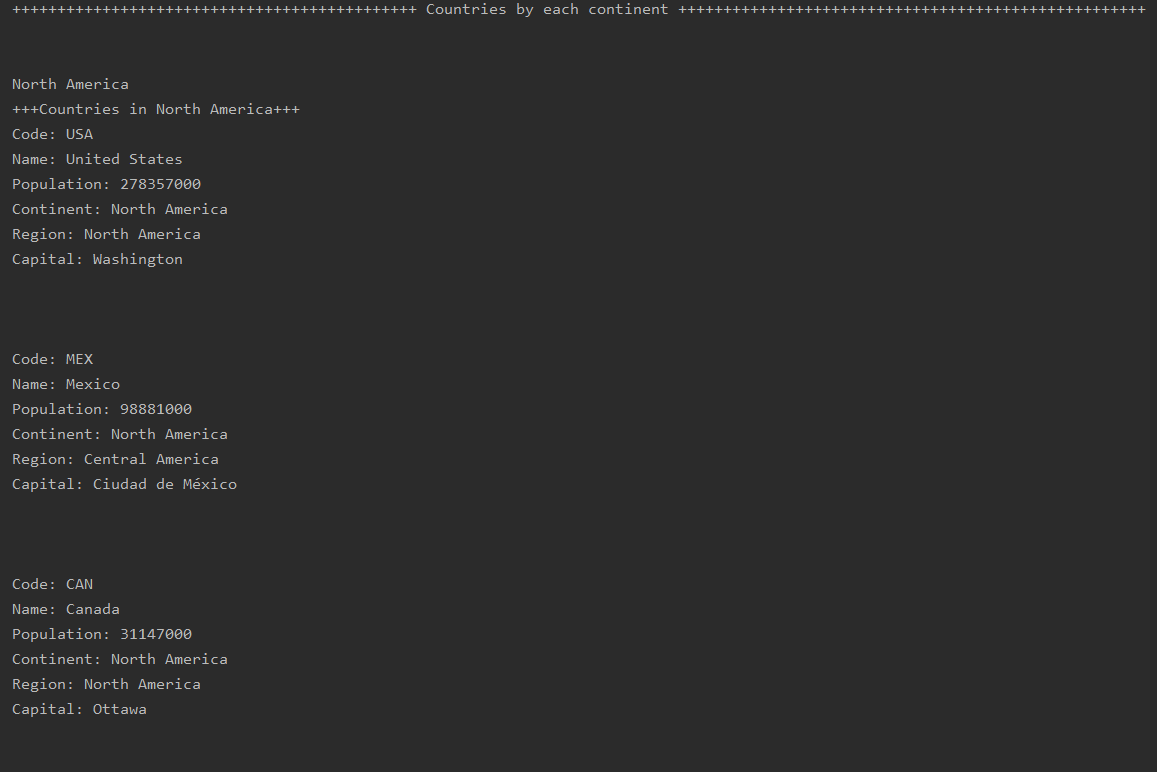 +++++++++++++++++++++++++++++++++++++++++++++ Countries by each continent ++++++++++++++++++++++++++++++++++++++++++++++++++++
North America
+++Countries in North America+++
Code: USA
Name: United States
Population: 278357000
Continent: North America
Region: North America
Capital: Washington
Code: MEX
Name: Mexico
Population: 98881000
Continent: North America
Region: Central America
Capital: Ciudad de México
Code: CAN
Name: Canada
Population: 31147000
Continent: North America
Region: North America
Capital: Ottawa